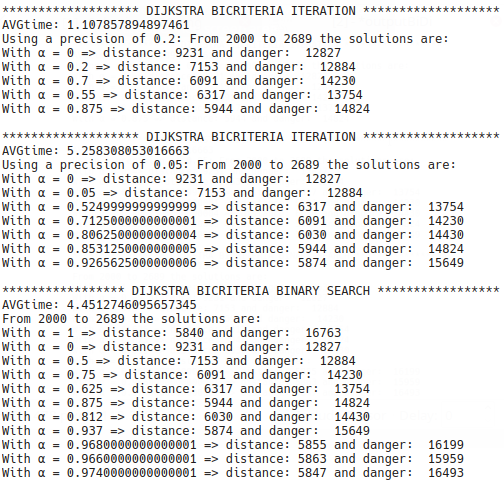 ******************* DIJKSTRA BICRITERIA ITERATION *******************
AVGtime: 1.107857894897461
Using a precision of 0.2: From 2000 to 2689 the solutions are:
With α = 0 => distance: 9231 and danger:  12827
With α = 0.2 => distance: 7153 and danger:  12884
With α = 0.7 => distance: 6091 and danger:  14230
With α = 0.55 => distance: 6317 and danger:  13754
With α = 0.875 => distance: 5944 and danger:  14824
******************* DIJKSTRA BICRITERIA ITERATION *******************
AVGtime: 5.258308053016663
Using a precision of 0.05: From 2000 to 2689 the solutions are:
With α = 0 => distance: 9231 and danger:  12827
With α = 0.05 => distance: 7153 and danger:  12884
With α = 0.5249999999999999 => distance: 6317 and danger:  13754
With α = 0.7125000000000001 => distance: 6091 and danger:  14230
With α = 0.8062500000000004 => distance: 6030 and danger:  14430
With α = 0.8531250000000005 => distance: 5944 and danger:  14824
With α = 0.9265625000000006 => distance: 5874 and danger:  15649
***************** DIJKSTRA BICRITERIA BINARY SEARCH *****************
AVGtime: 4.4512746095657345
From 2000 to 2689 the solutions are:
With α = 1 => distance: 5840 and danger:  16763
With α = 0 => distance: 9231 and danger:  12827
With α = 0.5 => distance: 7153 and danger:  12884
With α = 0.75 => distance: 6091 and danger:  14230
With α = 0.625 => distance: 6317 and danger:  13754
With α = 0.875 => distance: 5944 and danger:  14824
With α = 0.812 => distance: 6030 and danger:  14430
With α = 0.937 => distance: 5874 and danger:  15649
With α = 0.9680000000000001 => distance: 5855 and danger:  16199
With α = 0.9660000000000001 => distance: 5863 and danger:  15959
With α = 0.9740000000000001 => distance: 5847 and danger:  16493